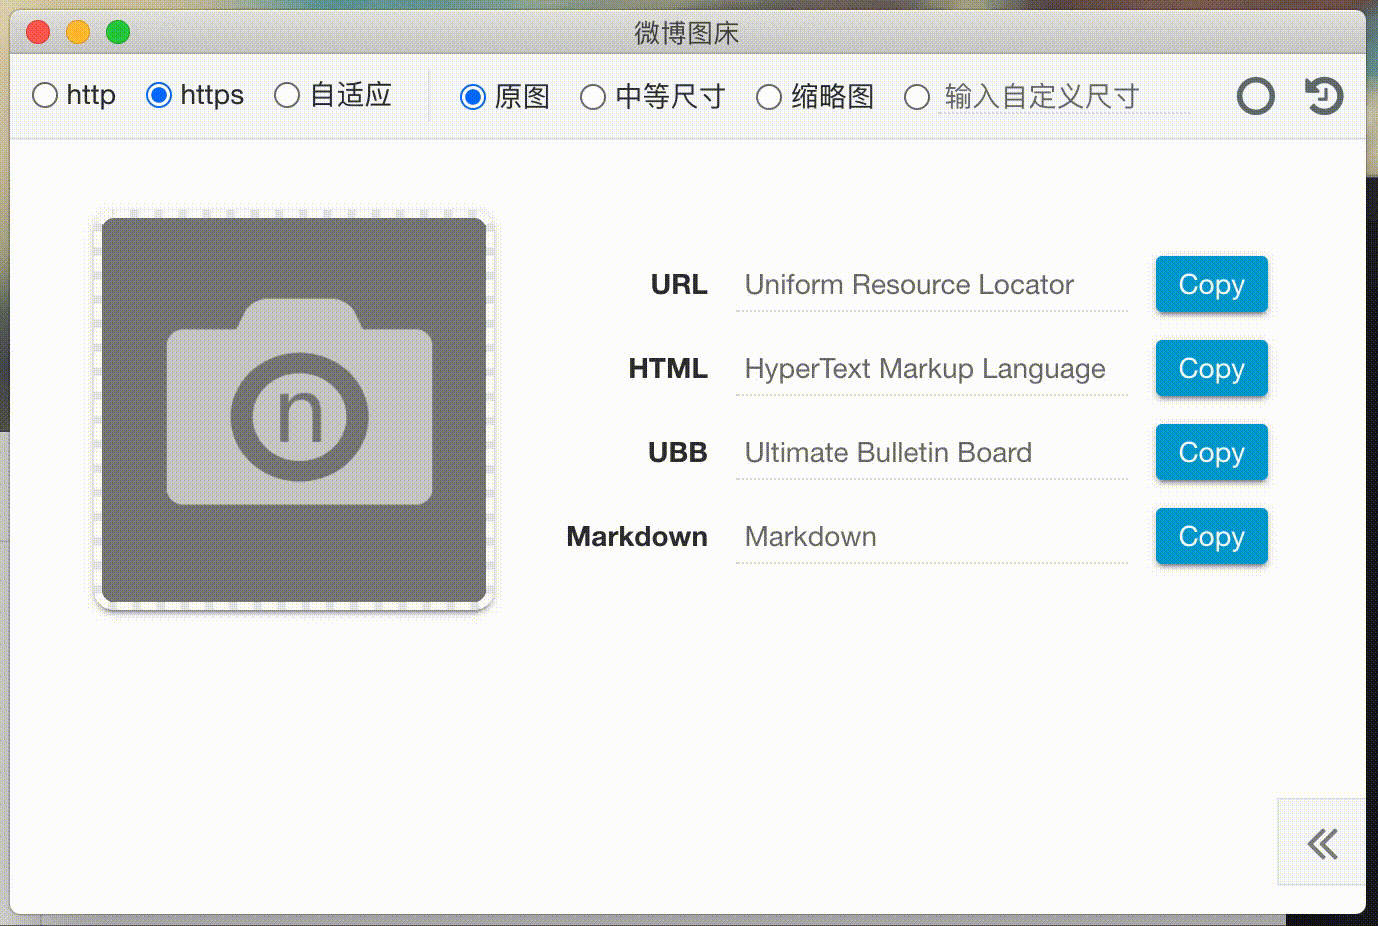 微博图床
http https 自适应 原图 中等尺寸 缩略图 输入自定义尺寸
n
URL Uniform Resource Locator Copy
HTML HyperText Markup Language Copy
UBB Ultimate Bulletin Board Copy
Markdown Markdown Copy